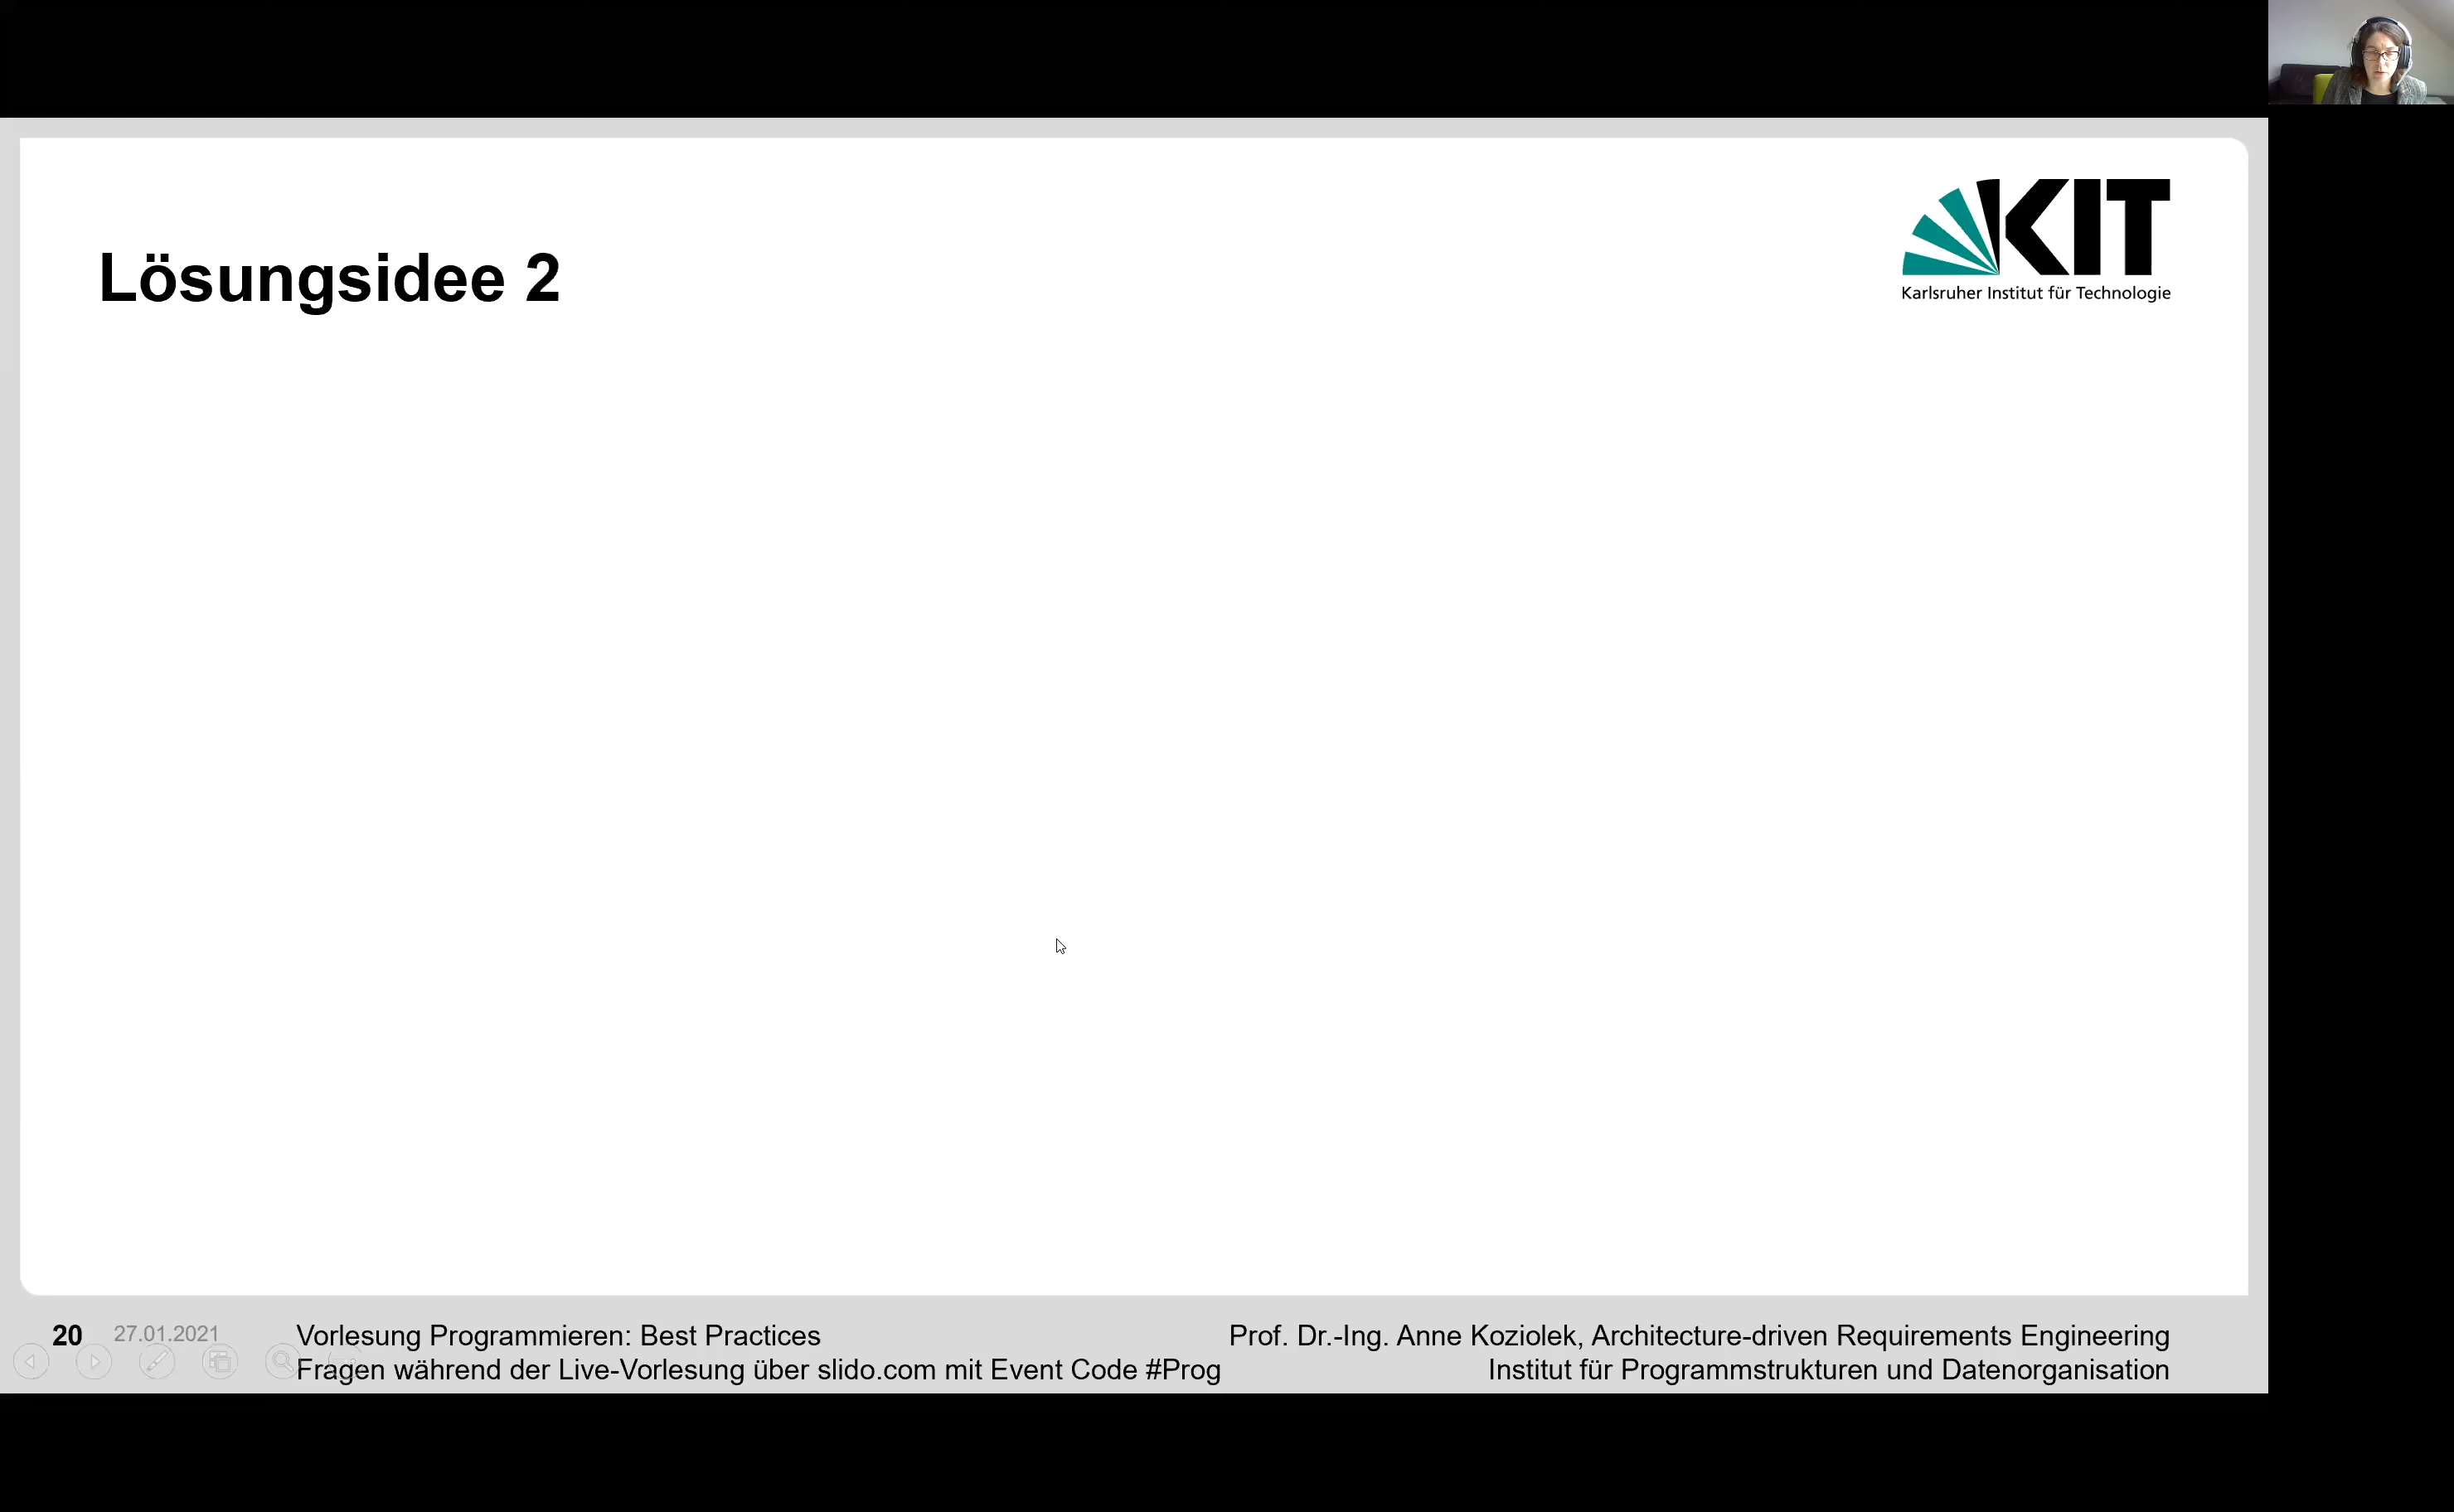 Lösungsidee 2
KIT
Karlsruher Institut für Technologie
20 27.01.2021 Vorlesung Programmieren: Best Practices
Fragen während der Live-Vorlesung über slido.com mit Event Code #Prog
Prof. Dr.-Ing. Anne Koziolek, Architecture-driven Requirements Engineering
Institut für Programmstrukturen und Datenorganisation